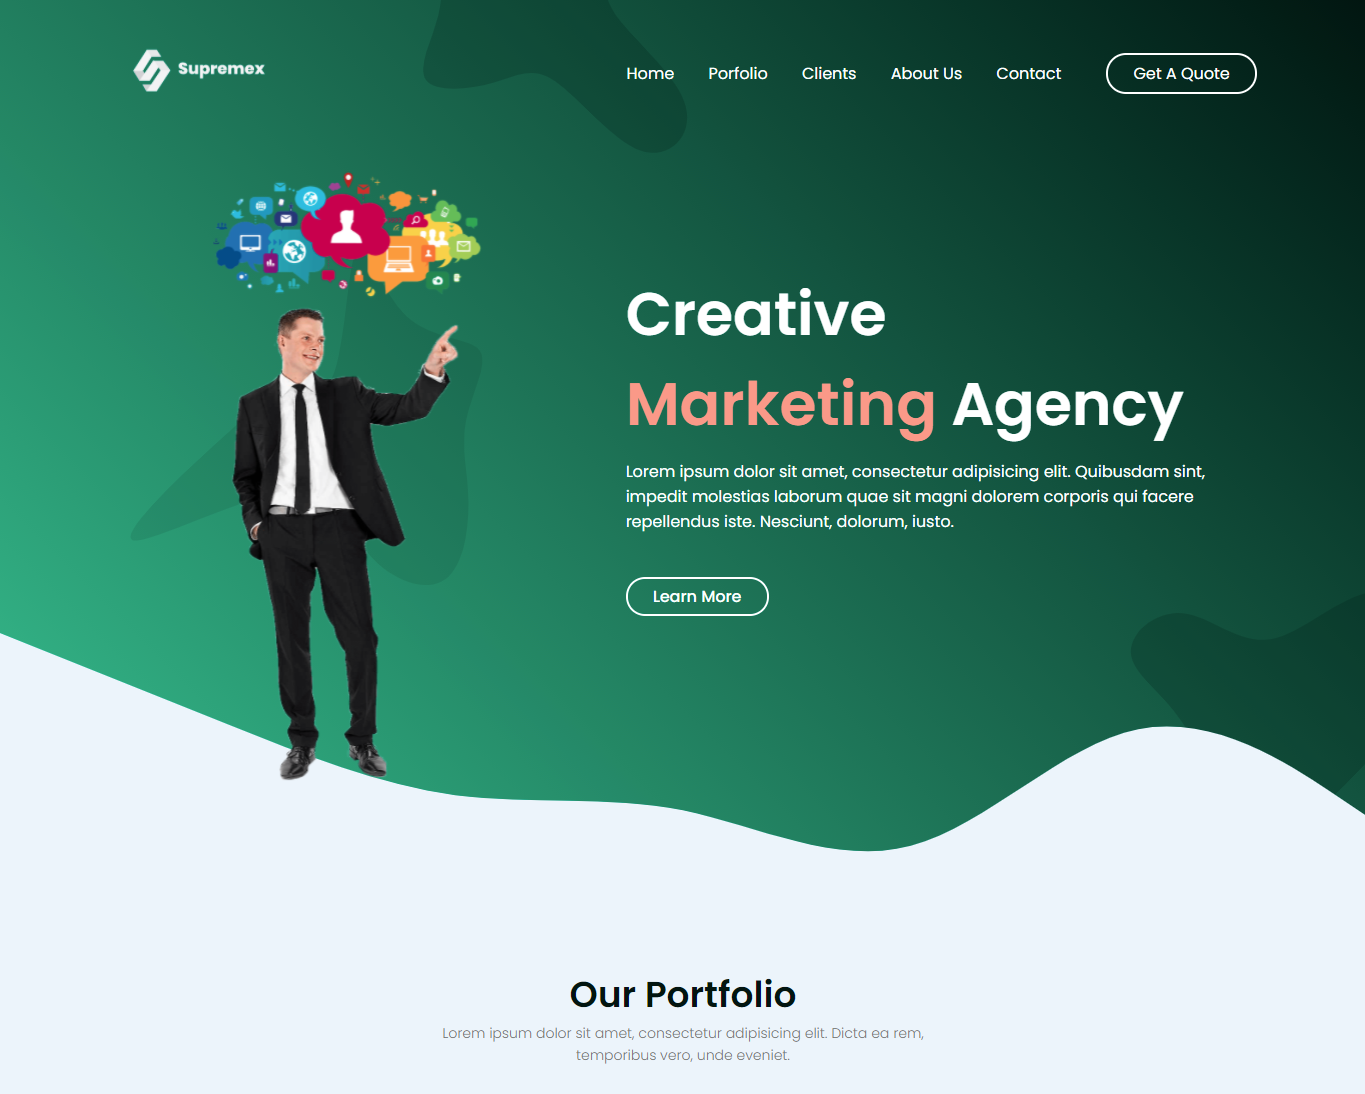 Supremex
Home Porfolio Clients About Us Contact Get A Quote
Creative
Marketing Agency
Lorem ipsum dolor sit amet, consectetur adipisicing elit. Quibusdam sint,
impedit molestias laborum quae sit magni dolorem corporis qui facere
repellendus iste. Nesciunt, dolorum, iusto.
Learn More
Our Portfolio
Lorem ipsum dolor sit amet, consectetur adipisicing elit. Dicta ea rem,
temporibus vero, unde eveniet.